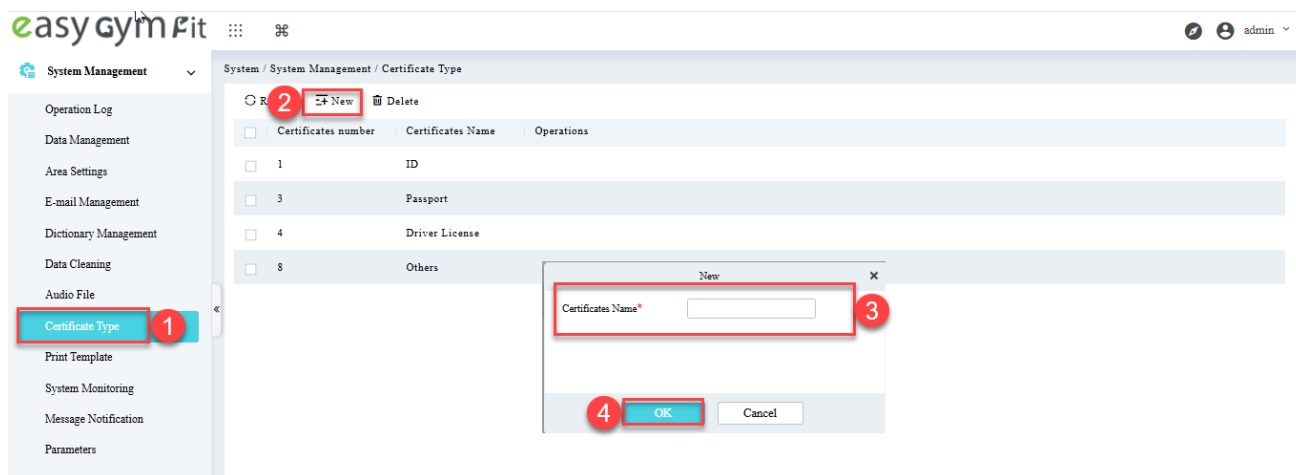 easy Gym Fit
admin
System Management
Operation Log
Data Management
Area Settings
E-mail Management
Dictionary Management
Data Cleaning
Audio File
Certificate Type
1
Print Template
System Monitoring
Message Notification
Parameters
System / System Management / Certificate Type
2 New Delete
Certificates number Certificates Name Operations
1 ID
3 Passport
4 Driver License
8 Others
New
Certificates Name*
3
4 OK Cancel